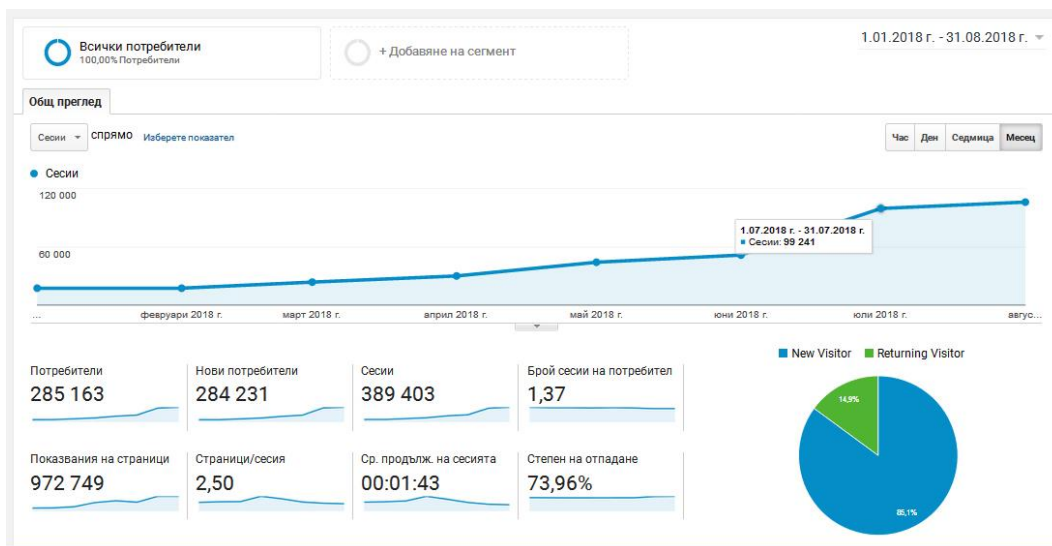 Всички потребители
100,00% Потребители
+ Добавяне на сегмент
1.01.2018 г. - 31.08.2018 г.
Общ преглед
Сесии спрямо Изберете показател
Час Ден Седмица Месец
Сесии
120 000
60 000
1.07.2018 г. - 31.07.2018 г.
Сесии: 99 241
... февруари 2018 г. март 2018 г. април 2018 г. май 2018 г. юни 2018 г. юли 2018 г. авгус...
New Visitor Returning Visitor
Потребители
285 163
Нови потребители
284 231
Сесии
389 403
Брой сесии на потребител
1,37
Показвания на страници
972 749
Страници/сесия
2,50
Ср. продълж. на сесията
00:01:43
Степен на отпадане
73,96%
14,9%
85,1%